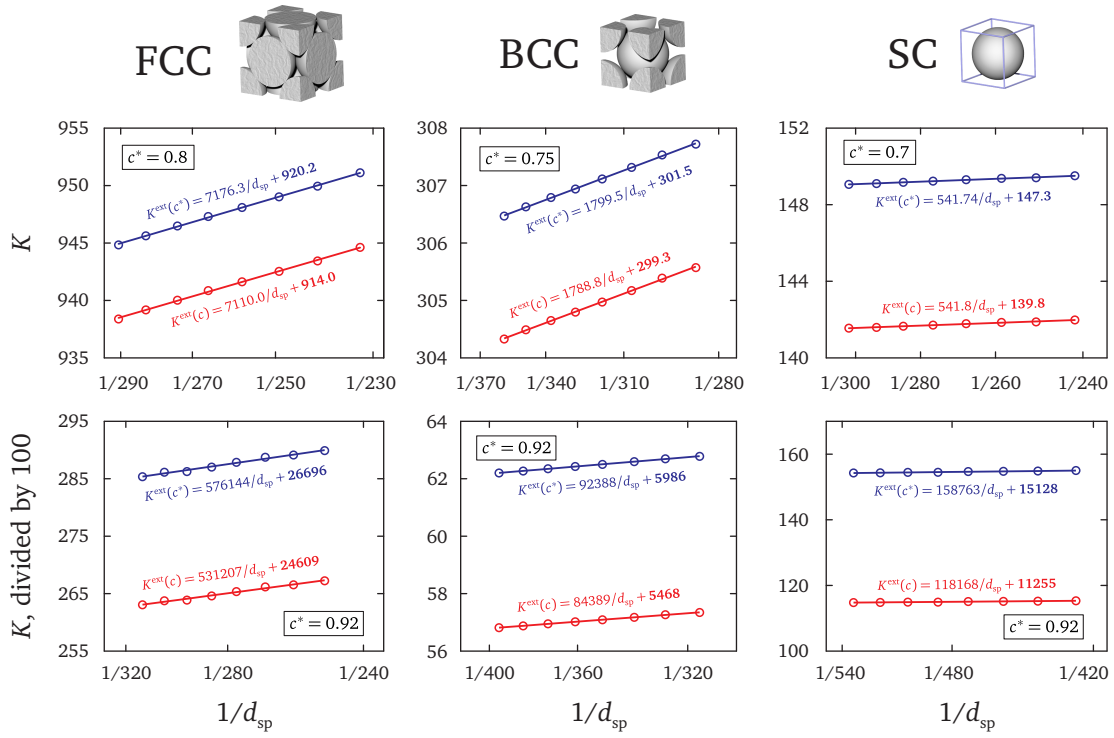 FCC
BCC
SC
K
955
950
945
940
935
c* = 0.8
K^ext(c*) = 7176.3/d_sp + 920.2
K^ext(c) = 7110.0/d_sp + 914.0
1/290 1/270 1/250 1/230
308
307
306
305
304
c* = 0.75
K^ext(c*) = 1799.5/d_sp + 301.5
K^ext(c) = 1788.8/d_sp + 299.3
1/370 1/340 1/310 1/280
152
148
144
140
c* = 0.7
K^ext(c*) = 541.74/d_sp + 147.3
K^ext(c) = 541.8/d_sp + 139.8
1/300 1/280 1/260 1/240
K, divided by 100
295
285
275
265
255
K^ext(c*) = 576144/d_sp + 26696
K^ext(c) = 531207/d_sp + 24609
c* = 0.92
1/320 1/280 1/240
1/d_sp
64
62
60
58
56
c* = 0.92
K^ext(c*) = 92388/d_sp + 5986
K^ext(c) = 84389/d_sp + 5468
1/400 1/360 1/320
1/d_sp
160
140
120
100
K^ext(c*) = 158763/d_sp + 15128
K^ext(c) = 118168/d_sp + 11255
c* = 0.92
1/540 1/480 1/420
1/d_sp